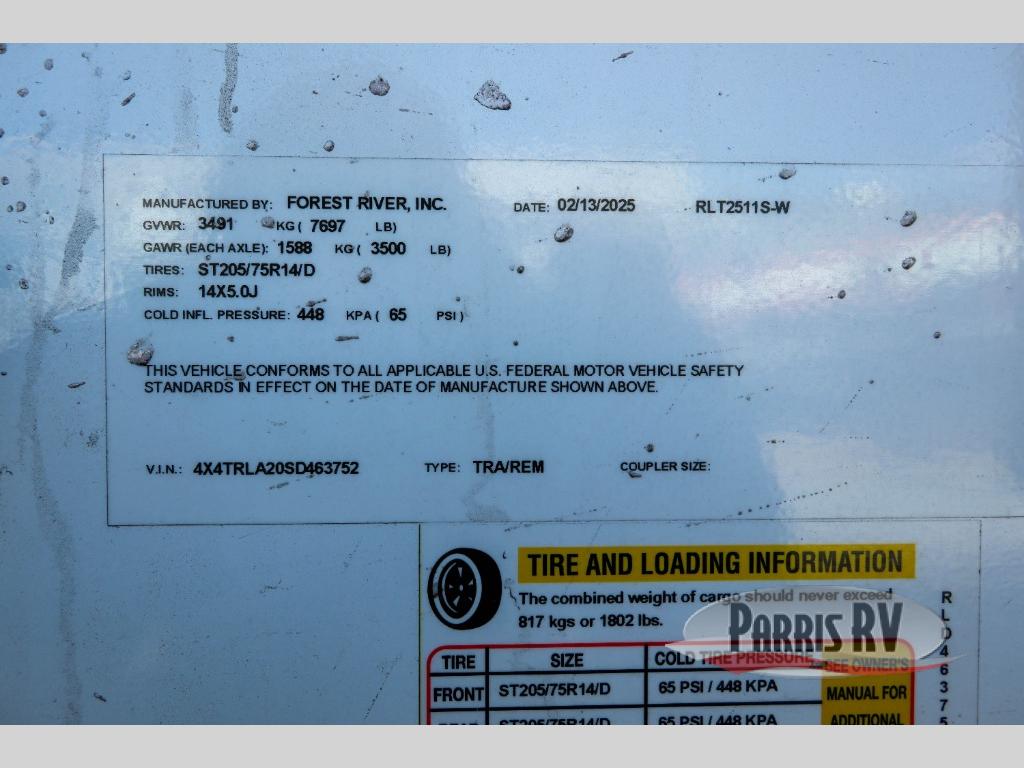 MANUFACTURED BY: FOREST RIVER, INC. DATE: 02/13/2025 RLT2511S-W
GVWR: 3491 KG ( 7697 LB)
GAWR (EACH AXLE): 1588 KG ( 3500 LB)
TIRES: ST205/75R14/D
RIMS: 14X5.0J
COLD INFL. PRESSURE: 448 KPA ( 65 PSI )
THIS VEHICLE CONFORMS TO ALL APPLICABLE U.S. FEDERAL MOTOR VEHICLE SAFETY
STANDARDS IN EFFECT ON THE DATE OF MANUFACTURE SHOWN ABOVE.
V.I.N.: 4X4TRLA20SD463752 TYPE: TRA/REM COUPLER SIZE:
TIRE AND LOADING INFORMATION
The combined weight of cargo should never exceed
817 kgs or 1802 lbs.
PARRIS RV
TIRE SIZE COLD TIRE PRESSURE SEE OWNER'S
FRONT ST205/75R14/D 65 PSI / 448 KPA MANUAL FOR
REAR ST205/75R14/D 65 PSI / 448 KPA ADDITIONAL
RLD46375